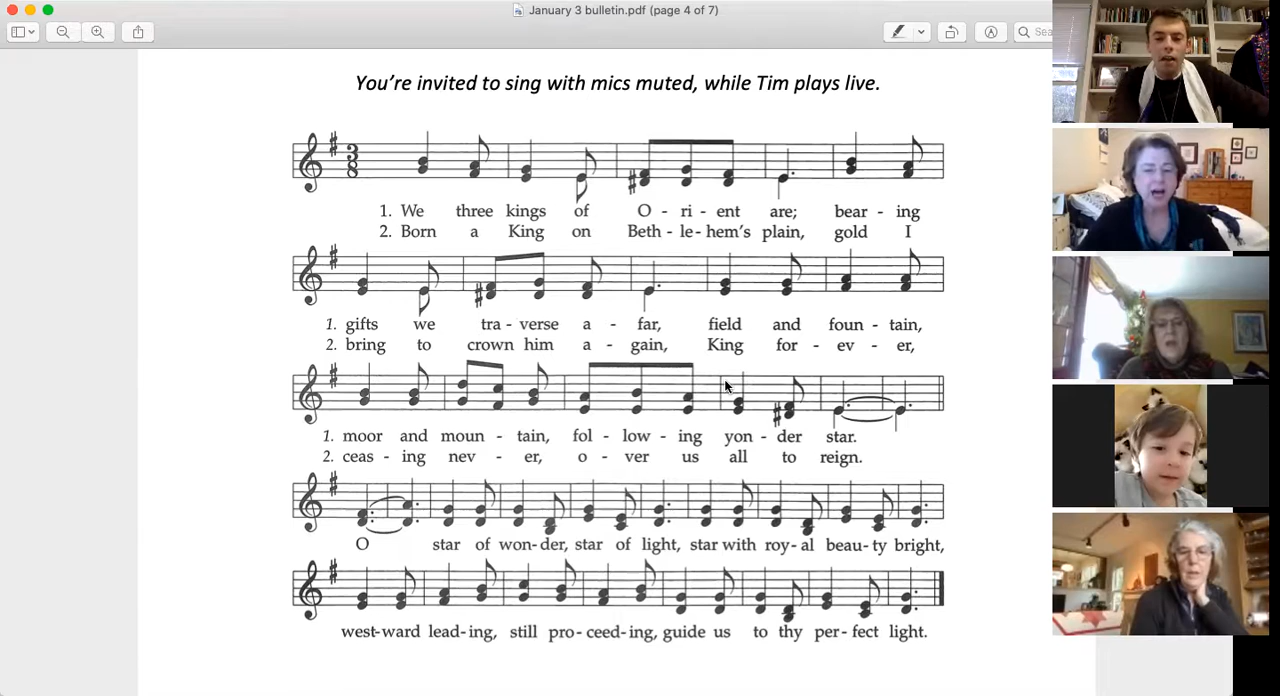 January 3 bulletin.pdf (page 4 of 7)
Sea
You're invited to sing with mics muted, while Tim plays live.
3
8
1. We three kings of O - ri - ent are; bear - ing
2. Born a King on Beth - le - hem's plain, gold I
1. gifts we tra - verse a - far, field and foun - tain,
2. bring to crown him a - gain, King for - ev - er,
1. moor and moun - tain, fol - low - ing yon - der star.
2. ceas - ing nev - er, o - ver us all to reign.
O star of won - der, star of light, star with roy - al beau - ty bright,
west - ward lead - ing, still pro - ceed - ing, guide us to thy per - fect light.